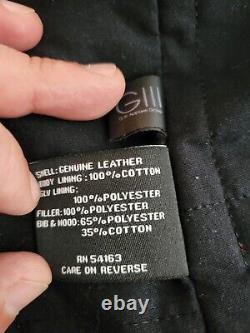 GIII
SHELL:GENUINE LEATHER
BODY LINING:100%COTTON
SLV LINING:
100%POLYESTER
FILLER:100%POLYESTER
BIB & HOOD:65%POLYESTER
35%COTTON
RN 54163
CARE ON REVERSE